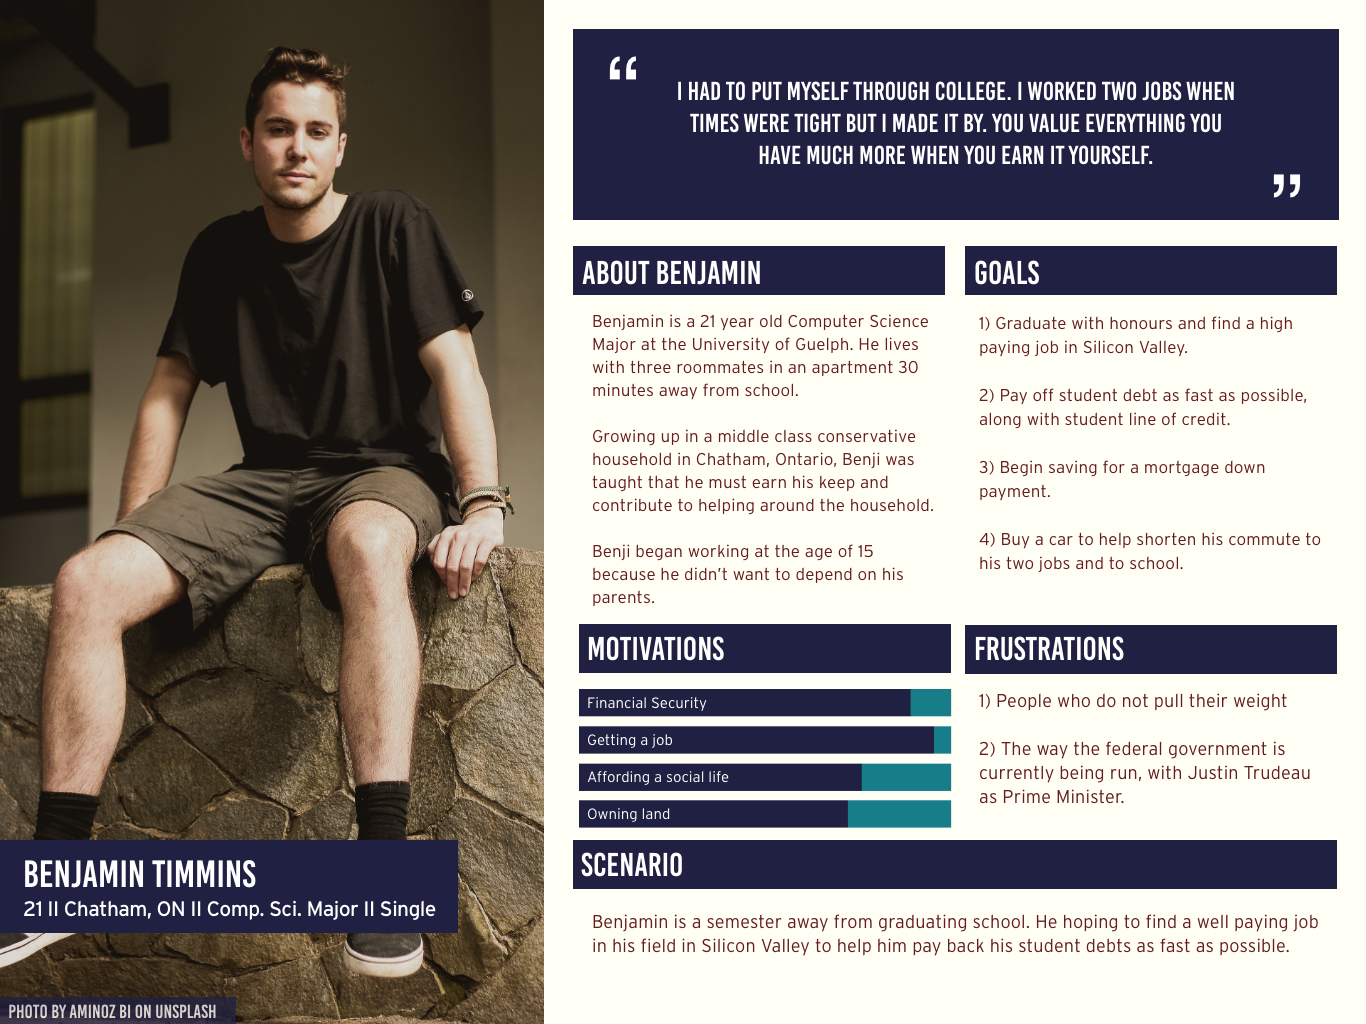 “
I HAD TO PUT MYSELF THROUGH COLLEGE. I WORKED TWO JOBS WHEN
TIMES WERE TIGHT BUT I MADE IT BY. YOU VALUE EVERYTHING YOU
HAVE MUCH MORE WHEN YOU EARN IT YOURSELF.
”
ABOUT BENJAMIN
Benjamin is a 21 year old Computer Science
Major at the University of Guelph. He lives
with three roommates in an apartment 30
minutes away from school.
Growing up in a middle class conservative
household in Chatham, Ontario, Benji was
taught that he must earn his keep and
contribute to helping around the household.
Benji began working at the age of 15
because he didn’t want to depend on his
parents.
GOALS
1) Graduate with honours and find a high
paying job in Silicon Valley.
2) Pay off student debt as fast as possible,
along with student line of credit.
3) Begin saving for a mortgage down
payment.
4) Buy a car to help shorten his commute to
his two jobs and to school.
MOTIVATIONS
Financial Security
Getting a job
Affording a social life
Owning land
FRUSTRATIONS
1) People who do not pull their weight
2) The way the federal government is
currently being run, with Justin Trudeau
as Prime Minister.
SCENARIO
Benjamin is a semester away from graduating school. He hoping to find a well paying job
in his field in Silicon Valley to help him pay back his student debts as fast as possible.
BENJAMIN TIMMINS
21 II Chatham, ON II Comp. Sci. Major II Single
PHOTO BY AMINOZ BI ON UNSPLASH